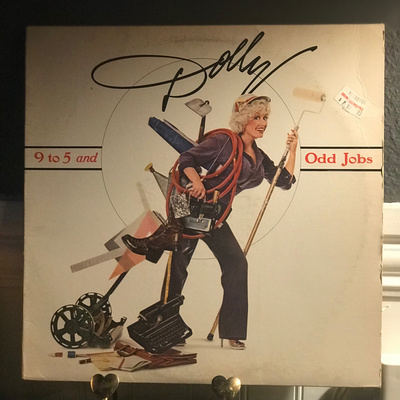 Dolly
9 to 5 and
Odd Jobs